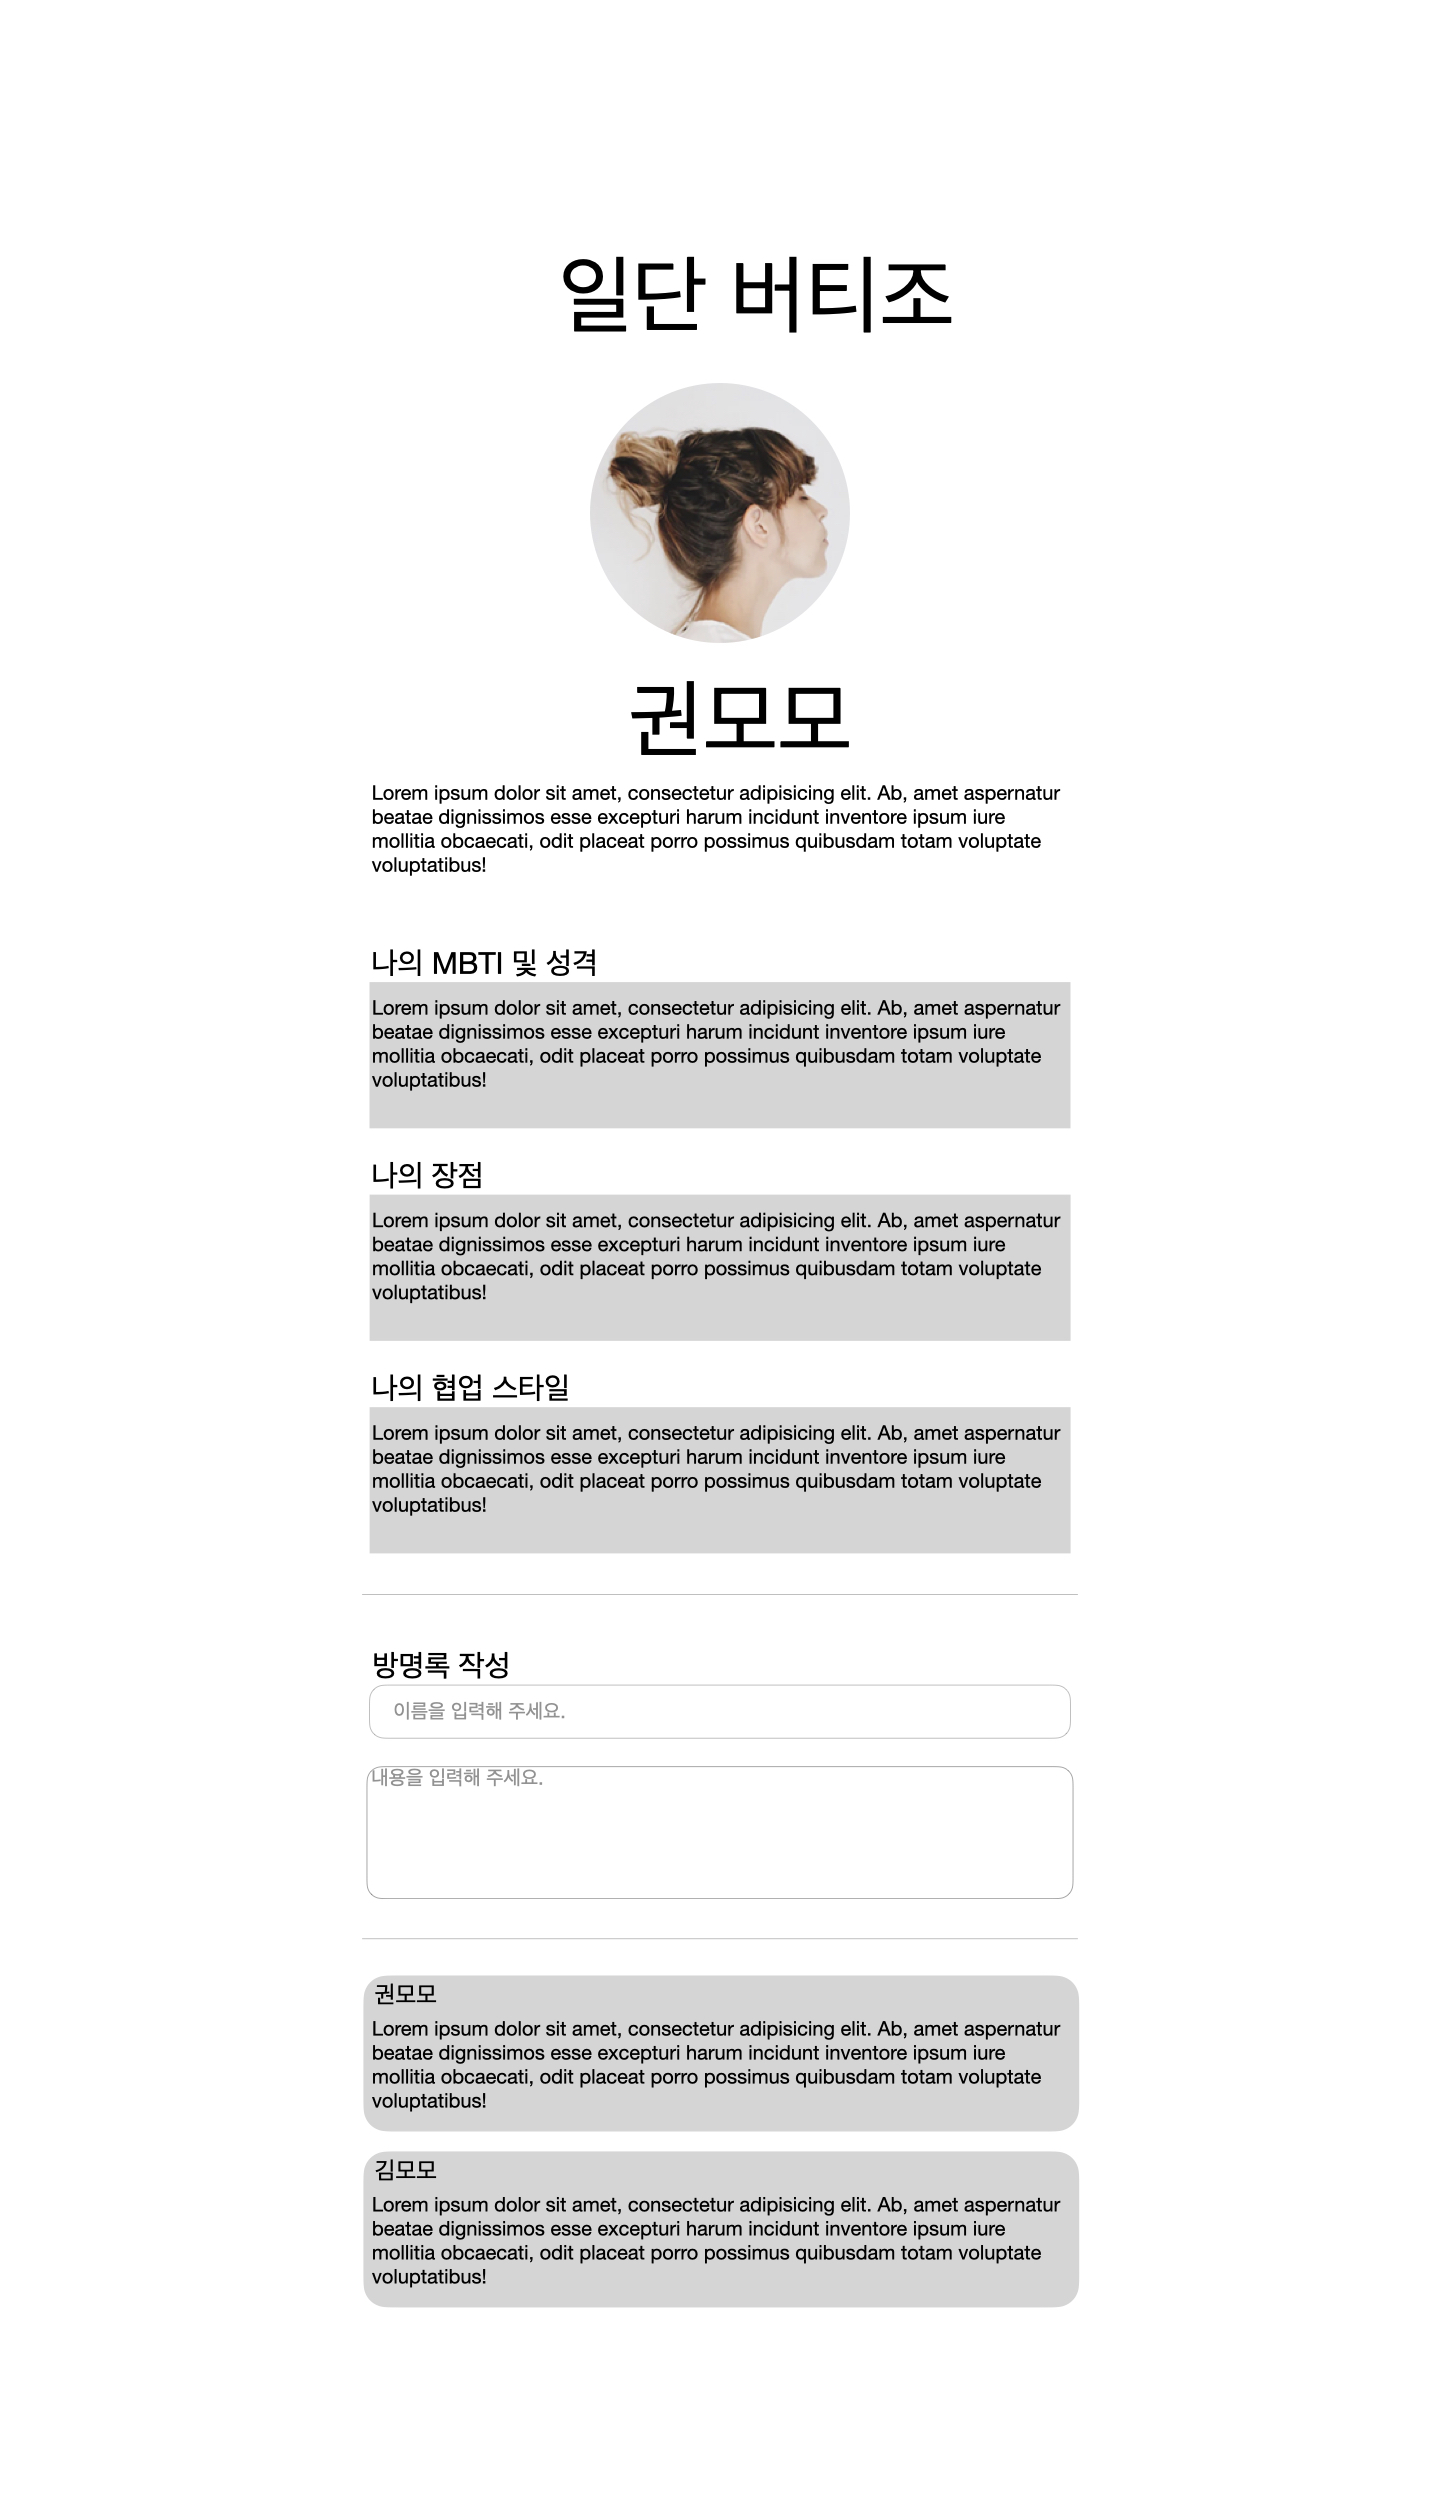 일단 버티조
권모모
Lorem ipsum dolor sit amet, consectetur adipisicing elit. Ab, amet aspernatur
beatae dignissimos esse excepturi harum incidunt inventore ipsum iure
mollitia obcaecati, odit placeat porro possimus quibusdam totam voluptate
voluptatibus!
나의 MBTI 및 성격
Lorem ipsum dolor sit amet, consectetur adipisicing elit. Ab, amet aspernatur
beatae dignissimos esse excepturi harum incidunt inventore ipsum iure
mollitia obcaecati, odit placeat porro possimus quibusdam totam voluptate
voluptatibus!
나의 장점
Lorem ipsum dolor sit amet, consectetur adipisicing elit. Ab, amet aspernatur
beatae dignissimos esse excepturi harum incidunt inventore ipsum iure
mollitia obcaecati, odit placeat porro possimus quibusdam totam voluptate
voluptatibus!
나의 협업 스타일
Lorem ipsum dolor sit amet, consectetur adipisicing elit. Ab, amet aspernatur
beatae dignissimos esse excepturi harum incidunt inventore ipsum iure
mollitia obcaecati, odit placeat porro possimus quibusdam totam voluptate
voluptatibus!
방명록 작성
이름을 입력해 주세요.
내용을 입력해 주세요.
권모모
Lorem ipsum dolor sit amet, consectetur adipisicing elit. Ab, amet aspernatur
beatae dignissimos esse excepturi harum incidunt inventore ipsum iure
mollitia obcaecati, odit placeat porro possimus quibusdam totam voluptate
voluptatibus!
김모모
Lorem ipsum dolor sit amet, consectetur adipisicing elit. Ab, amet aspernatur
beatae dignissimos esse excepturi harum incidunt inventore ipsum iure
mollitia obcaecati, odit placeat porro possimus quibusdam totam voluptate
voluptatibus!